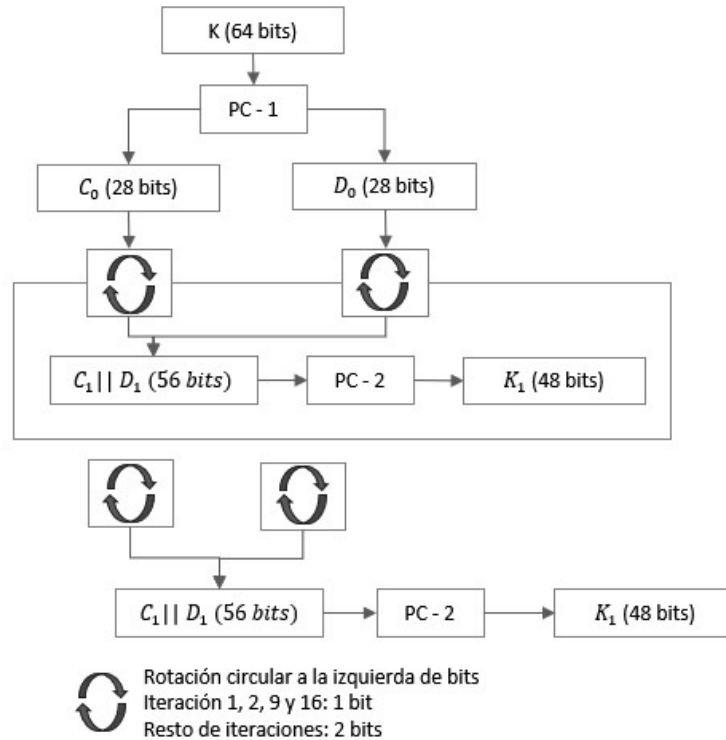 K (64 bits)
PC - 1
C₀ (28 bits)
D₀ (28 bits)
C₁|| D₁ (56 bits)
PC - 2
K₁ (48 bits)
C₁|| D₁ (56 bits)
PC - 2
K₁ (48 bits)
Rotación circular a la izquierda de bits
Iteración 1, 2, 9 y 16: 1 bit
Resto de iteraciones: 2 bits